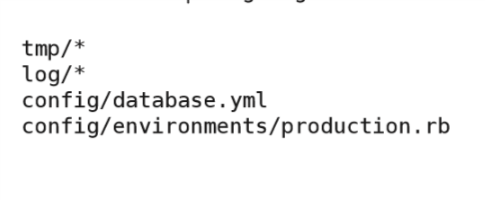 tmp/*
log/*
config/database.yml
config/environments/production.rb